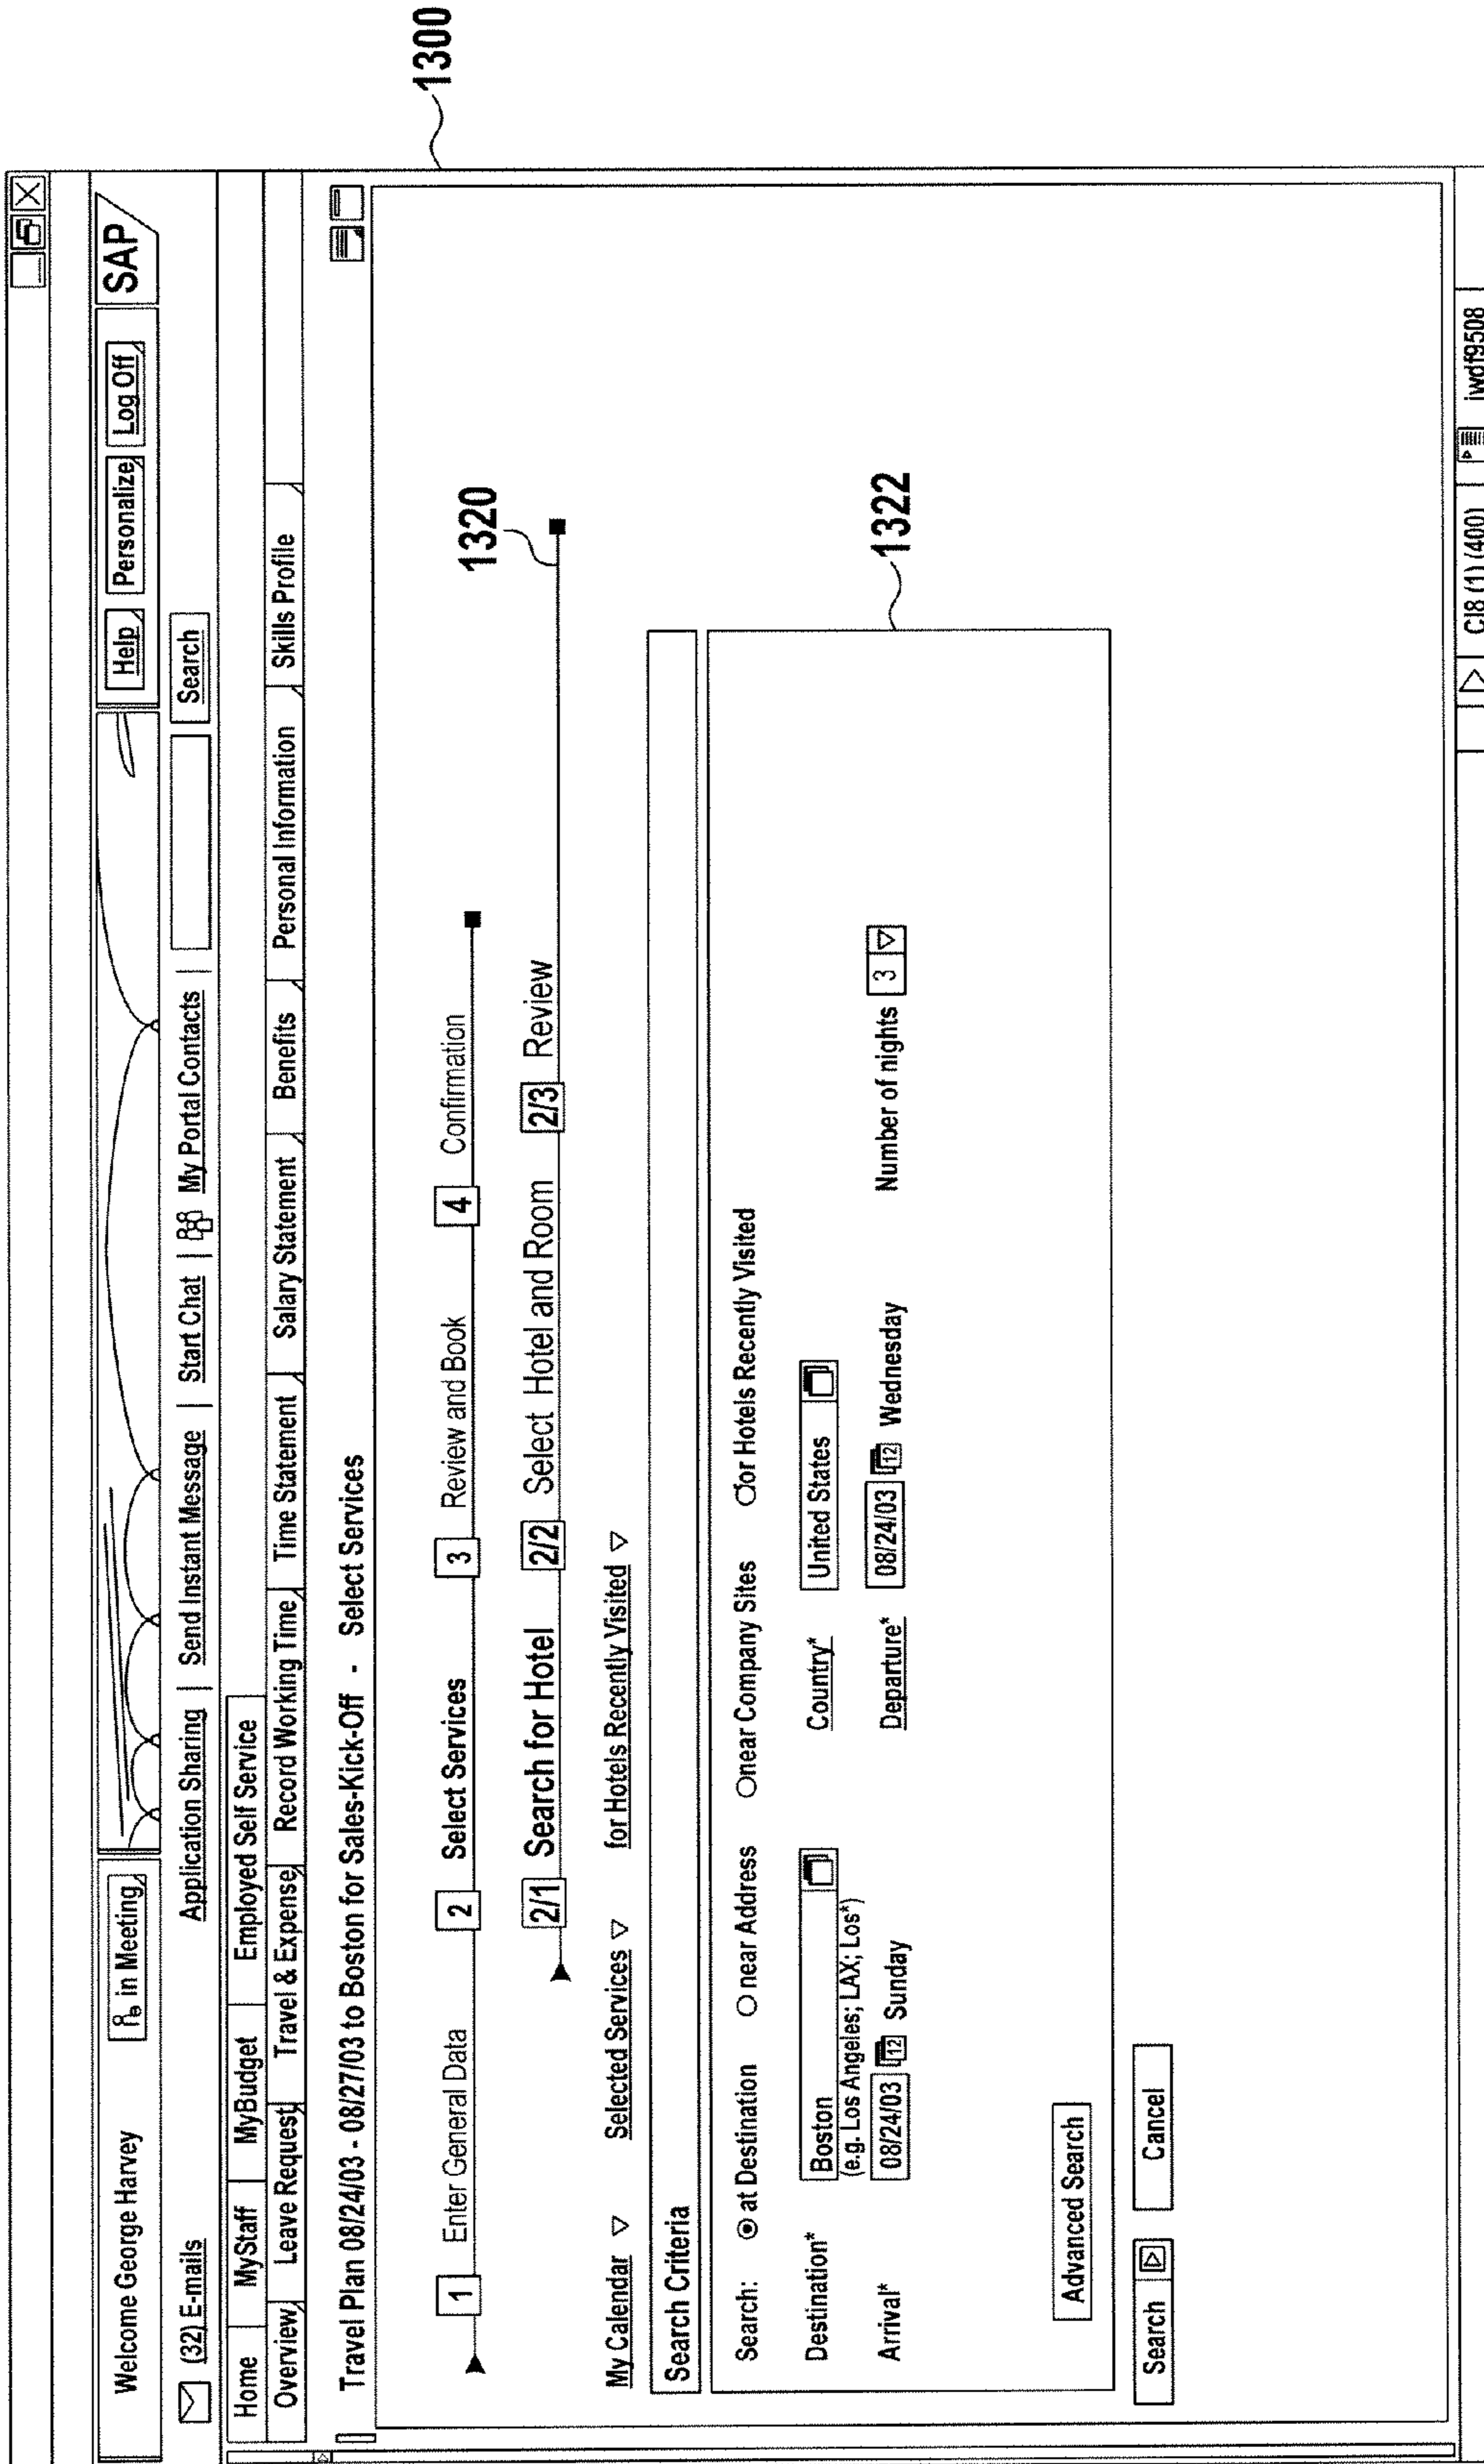 Welcome George Harvey in Meeting Help Personalize Log Off SAP
(32) E-mails Application Sharing | Send Instant Message | Start Chat | My Portal Contacts | Search
Home MyStaff MyBudget Employed Self Service
Overview Leave Request Travel & Expense Record Working Time Time Statement Salary Statement Benefits Personal Information Skills Profile
Travel Plan 08/24/03 - 08/27/03 to Boston for Sales-Kick-Off - Select Services
1300
1 Enter General Data 2 Select Services 3 Review and Book 4 Confirmation
1320
2/1 Search for Hotel 2/2 Select Hotel and Room 2/3 Review
My Calendar Selected Services for Hotels Recently Visited
Search Criteria
Search: at Destination near Address near Company Sites for Hotels Recently Visited
Destination* Boston Country* United States
(e.g. Los Angeles; LAX; Los*)
Arrival* 08/24/03 12 Sunday Departure* 08/24/03 12 Wednesday Number of nights 3
1322
Advanced Search
Search Cancel
CI8 (1) (400) iwdf9508